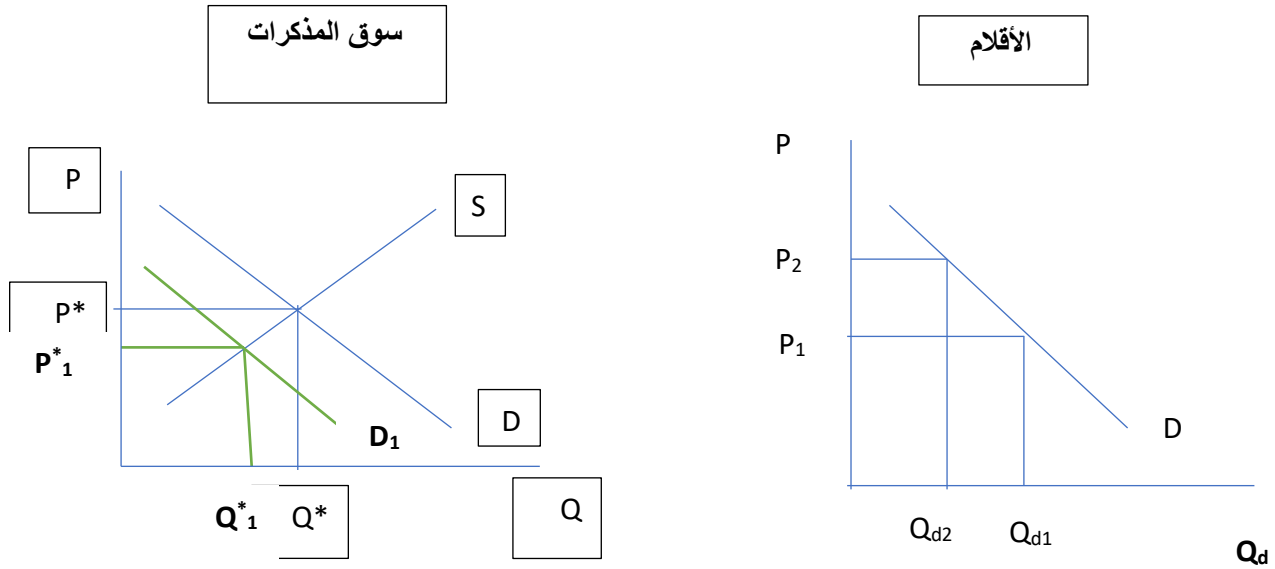 سوق المذكرات
الأقلام
P
S
P*
P*1
D
D1
Q*1
Q*
Q
P
P2
P1
D
Qd2
Qd1
Qd